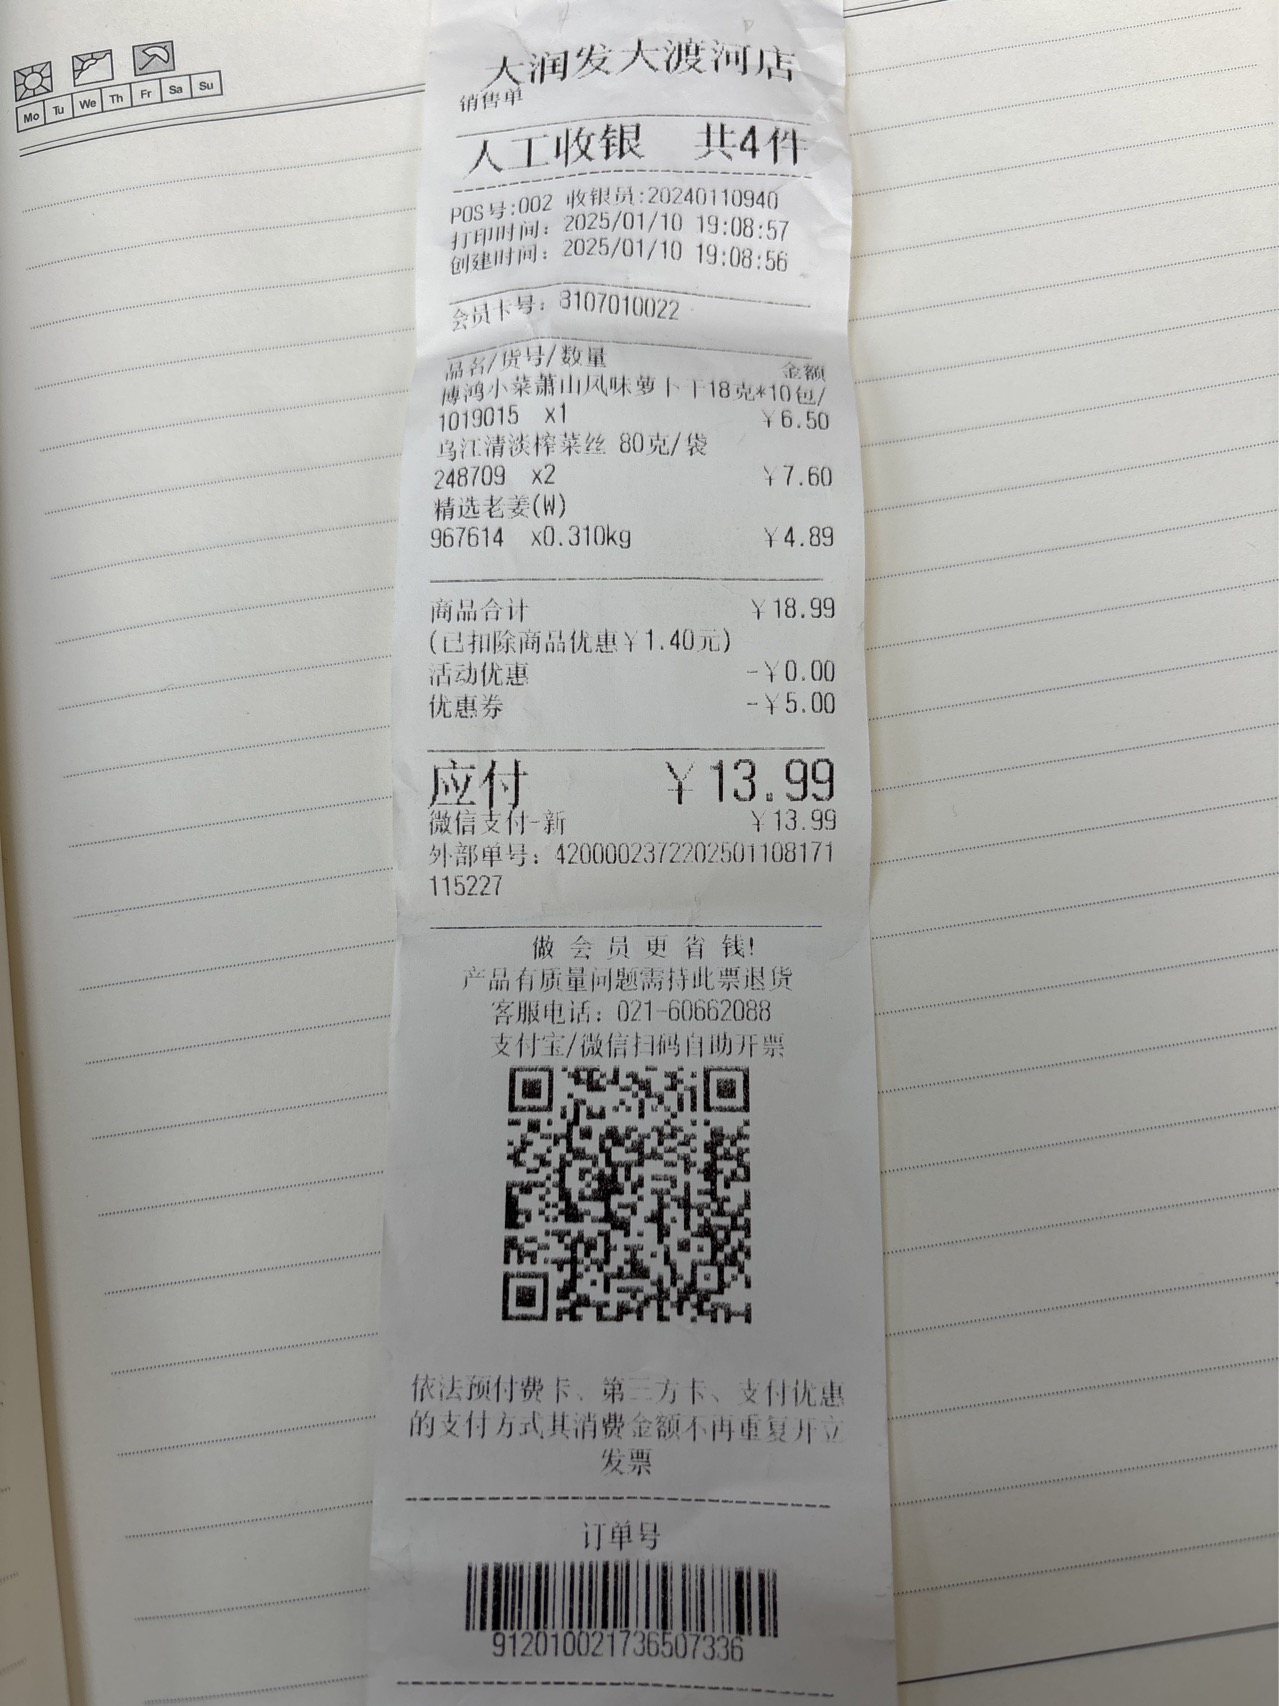 Mo Tu We Th Fr Sa Su
大润发大渡河店
销售单
人工收银 共4件
POS号:002 收银员:20240110940
打印时间: 2025/01/10 19:08:57
创建时间: 2025/01/10 19:08:56
会员卡号: 3107010022
品名/货号/数量 金额
博鸿小菜萧山风味萝卜干18克*10包/
1019015 x1 ¥6.50
乌江清淡榨菜丝 80克/袋
248709 x2 ¥7.60
精选老姜(W)
967614 x0.310kg ¥4.89
商品合计 ¥18.99
(已扣除商品优惠¥1.40元)
活动优惠 -¥0.00
优惠券 -¥5.00
应付 ¥13.99
微信支付-新 ¥13.99
外部单号: 4200002372202501108171
115227
做会员更省钱!
产品有质量问题需持此票退货
客服电话: 021-60662088
支付宝/微信扫码自助开票
依法预付费卡、第三方卡、支付优惠
的支付方式其消费金额不再重复开立
发票
订单号
912010021736507336